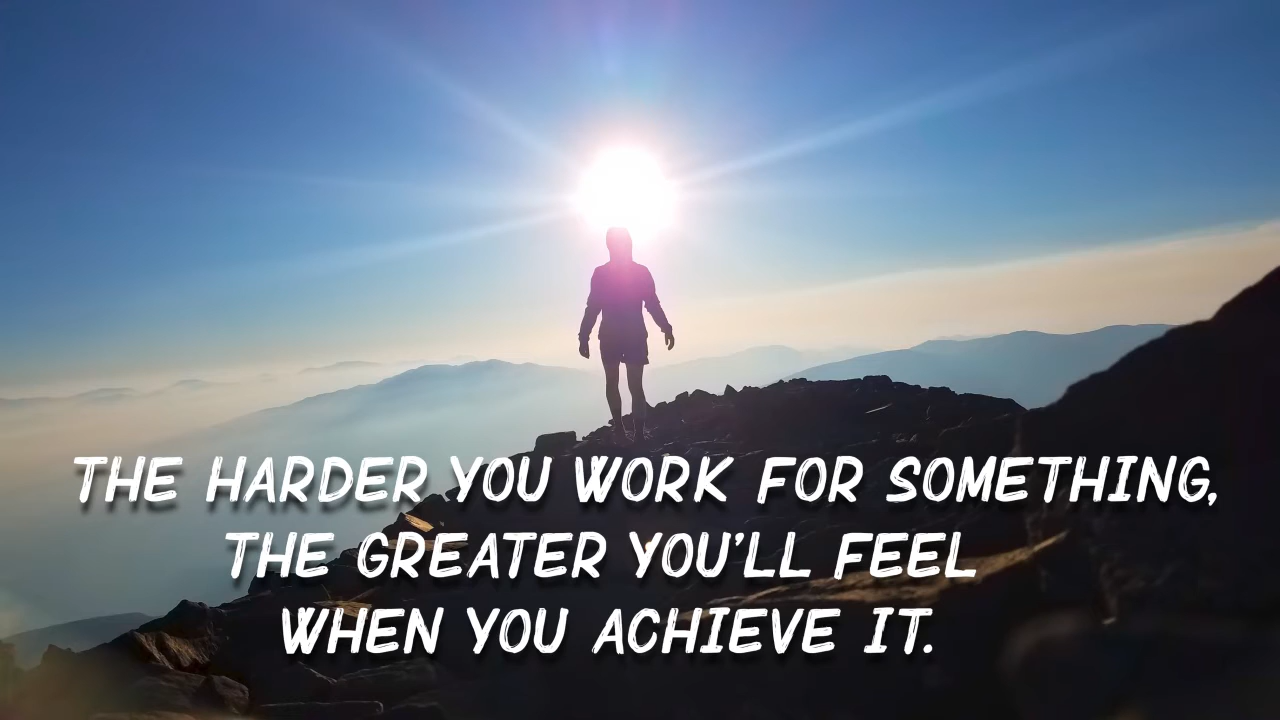 THE HARDER YOU WORK FOR SOMETHING,
THE GREATER YOU'LL FEEL
WHEN YOU ACHIEVE IT.